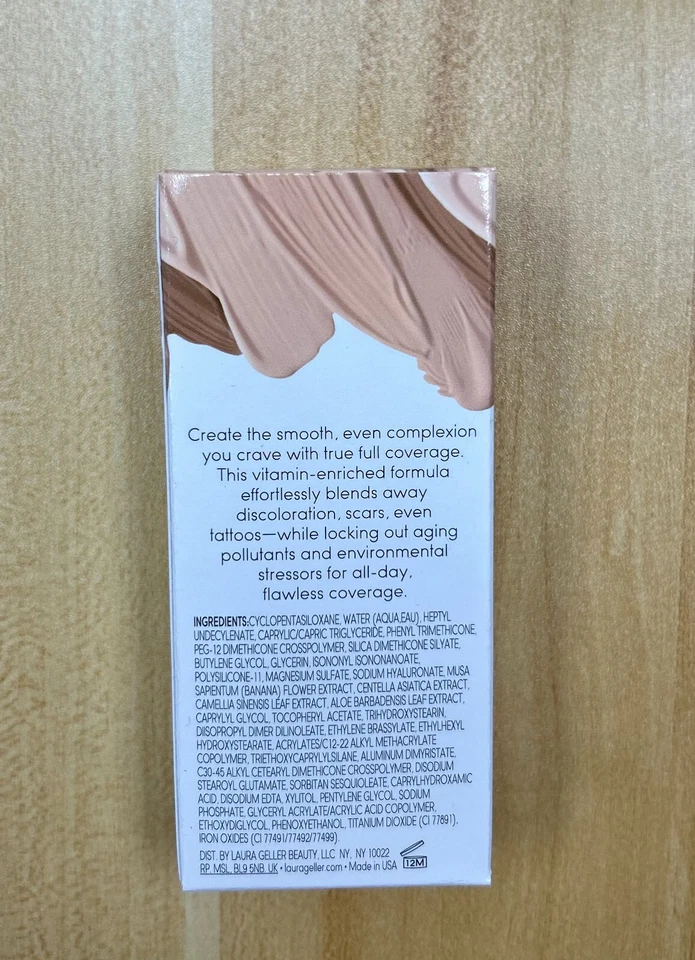 Create the smooth, even complexion
you crave with true full coverage.
This vitamin-enriched formula
effortlessly blends away
discoloration, scars, even
tattoos—while locking out aging
pollutants and environmental
stressors for all-day,
flawless coverage.
INGREDIENTS:CYCLOPENTASILOXANE, WATER (AQUA,EAU), HEPTYL
UNDECYLENATE, CAPRYLIC/CAPRIC TRIGLYCERIDE, PHENYL TRIMETHICONE,
PEG-12 DIMETHICONE CROSSPOLYMER, SILICA DIMETHICONE SILYATE,
BUTYLENE GLYCOL, GLYCERIN, ISONONYL ISONONANOATE,
POLYSILICONE-11, MAGNESIUM SULFATE, SODIUM HYALURONATE, MUSA
SAPIENTUM (BANANA) FLOWER EXTRACT, CENTELLA ASIATICA EXTRACT,
CAMELLIA SINENSIS LEAF EXTRACT, ALOE BARBADENSIS LEAF EXTRACT,
CAPRYLYL GLYCOL, TOCOPHERYL ACETATE, TRIHYDROXYSTEARIN,
DIISOPROPYL DIMER DILINOLEATE, ETHYLENE BRASSYLATE, ETHYLHEXYL
HYDROXYSTEARATE, ACRYLATES/C12-22 ALKYL METHACRYLATE
COPOLYMER, TRIETHOXYCAPRYLYLSILANE, ALUMINUM DIMYRISTATE,
C30-45 ALKYL CETEARYL DIMETHICONE CROSSPOLYMER, DISODIUM
STEAROYL GLUTAMATE, SORBITAN SESQUIOLEATE, CAPRYLHYDROXAMIC
ACID, DISODIUM EDTA, XYLITOL, PENTYLENE GLYCOL, SODIUM
PHOSPHATE, GLYCERYL ACRYLATE/ACRYLIC ACID COPOLYMER,
ETHOXYDIGLYCOL, PHENOXYETHANOL, TITANIUM DIOXIDE (CI 77891),
IRON OXIDES (CI 77491/77492/77499).
DIST. BY LAURA GELLER BEAUTY, LLC NY, NY 10022
RP. MSL, BL9 5NB. UK • laurageller.com • Made in USA
12M